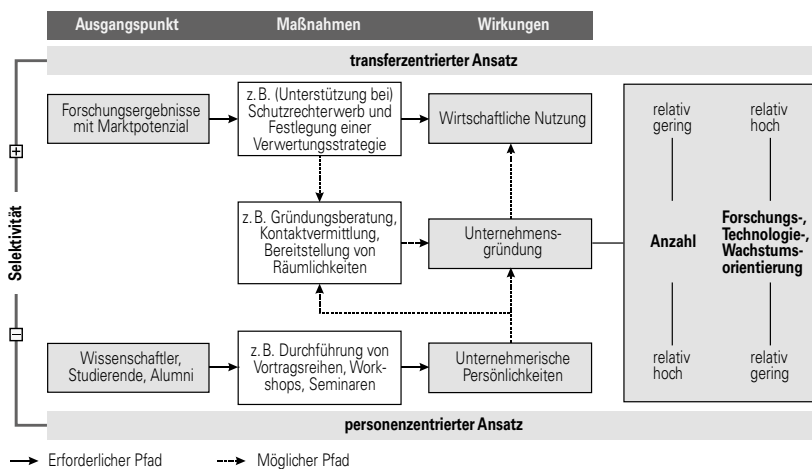 Ausgangspunkt
Maßnahmen
Wirkungen
transferzentrierter Ansatz
Forschungsergebnisse
mit Marktpotenzial
z. B. (Unterstützung bei)
Schutzrechterwerb und
Festlegung einer
Verwertungsstrategie
Wirtschaftliche Nutzung
z. B. Gründungsberatung,
Kontaktvermittlung,
Bereitstellung von
Räumlichkeiten
Unternehmens-
gründung
Wissenschaftler,
Studierende, Alumni
z. B. Durchführung von
Vortragsreihen, Work-
shops, Seminaren
Unternehmerische
Persönlichkeiten
personenzentrierter Ansatz
+
Selektivität
–
relativ
gering
Anzahl
relativ
hoch
relativ
hoch
Forschungs-,
Technologie-,
Wachstums-
orientierung
relativ
gering
Erforderlicher Pfad
Möglicher Pfad